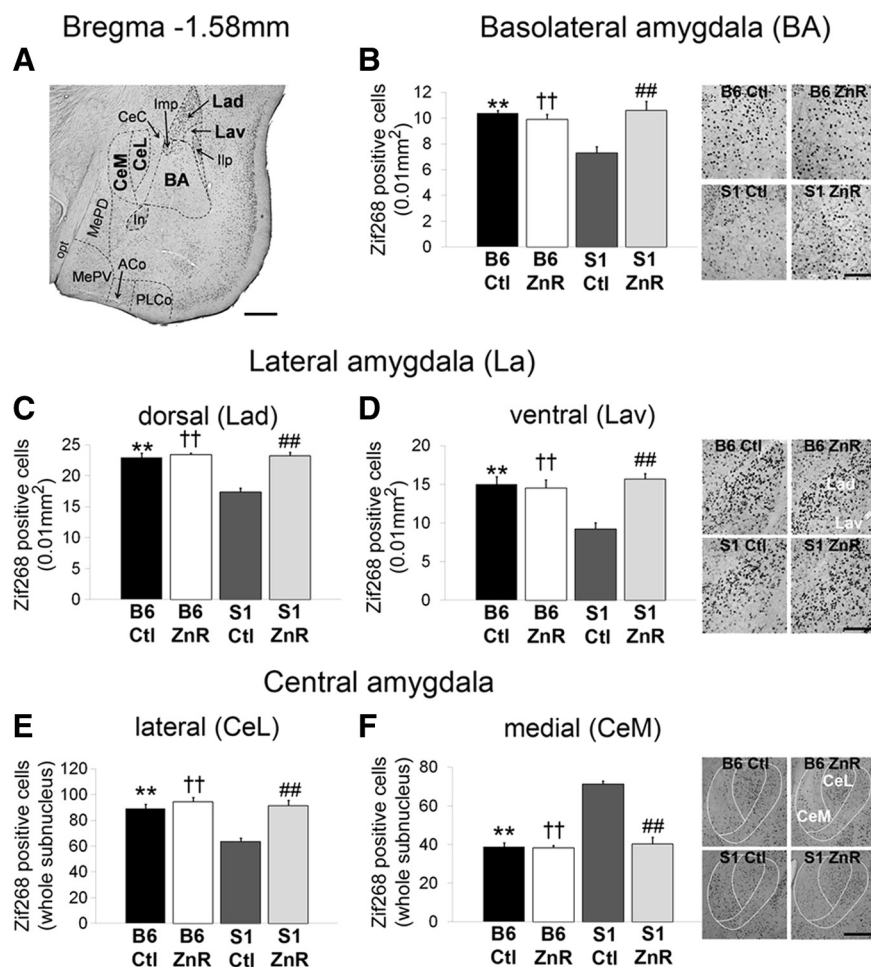 Bregma -1.58mm
A
Imp
Lad
CeC
Lav
CeM
CeL
Ilp
BA
MePD
In
opt
ACo
MePV
PLCo
Basolateral amygdala (BA)
B
Zif268 positive cells
(0.01mm²)
12
10
8
6
4
2
0
**
††
##
B6 B6 S1 S1
Ctl ZnR Ctl ZnR
B6 Ctl
B6 ZnR
S1 Ctl
S1 ZnR
Lateral amygdala (La)
C
dorsal (Lad)
Zif268 positive cells
(0.01mm²)
25
20
15
10
5
0
**
††
##
B6 B6 S1 S1
Ctl ZnR Ctl ZnR
D
ventral (Lav)
Zif268 positive cells
(0.01mm²)
20
15
10
5
0
**
††
##
B6 B6 S1 S1
Ctl ZnR Ctl ZnR
B6 Ctl
B6 ZnR
Lad
Lav
S1 Ctl
S1 ZnR
Central amygdala
E
lateral (CeL)
Zif268 positive cells
(whole subnucleus)
120
100
80
60
40
20
0
**
††
##
B6 B6 S1 S1
Ctl ZnR Ctl ZnR
F
medial (CeM)
Zif268 positive cells
(whole subnucleus)
80
60
40
20
0
**
††
##
B6 B6 S1 S1
Ctl ZnR Ctl ZnR
B6 Ctl
B6 ZnR
CeL
CeM
S1 Ctl
S1 ZnR